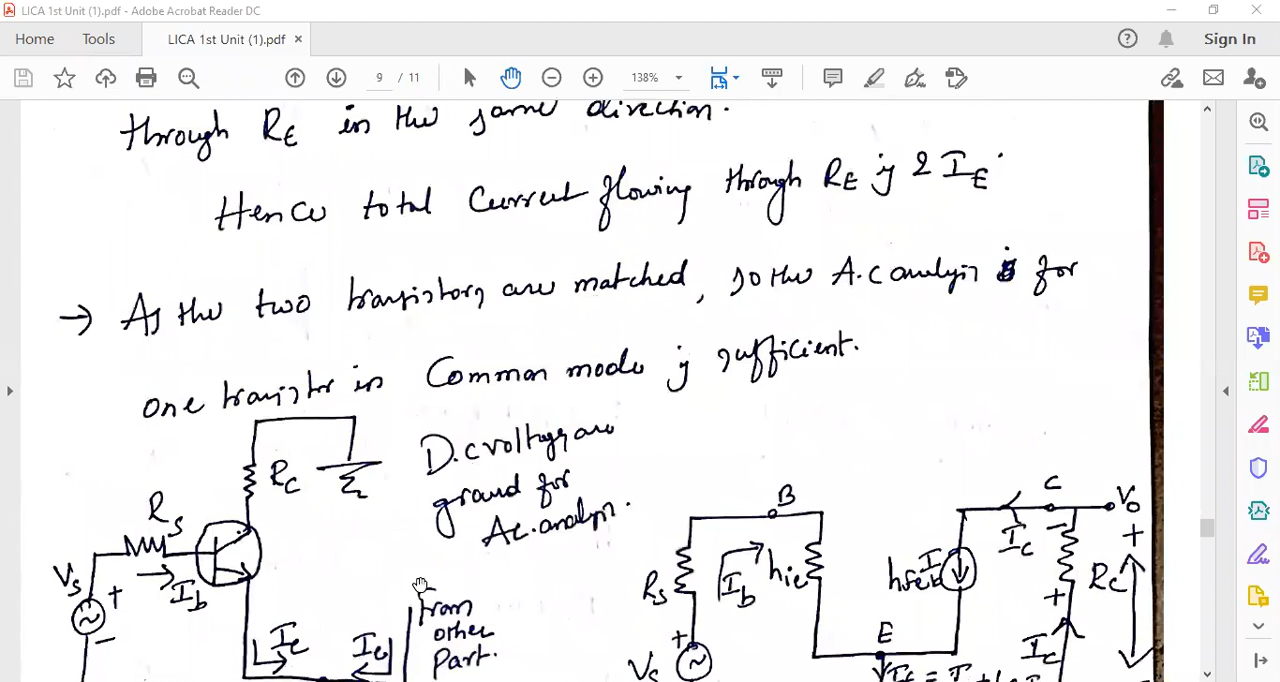 LICA 1st Unit (1).pdf - Adobe Acrobat Reader DC
Home Tools LICA 1st Unit (1).pdf × Sign In
9 / 11 138%
through RE in the same direction.
Hence total current flowing through RE is 2 IE.
→ As the two transistors are matched, so the A.C analysis is for
one transistor in Common mode is sufficient.
D.C voltages are
ground for
Ac. analysis.
RC
Rs
Vs
+
-
Ib
Ie
Ie
from
other
part.
B
Rs
Ib
hie
+
Vs
E
hfeIb
Ic
C
Vo
-
+
Rc
+
Ic